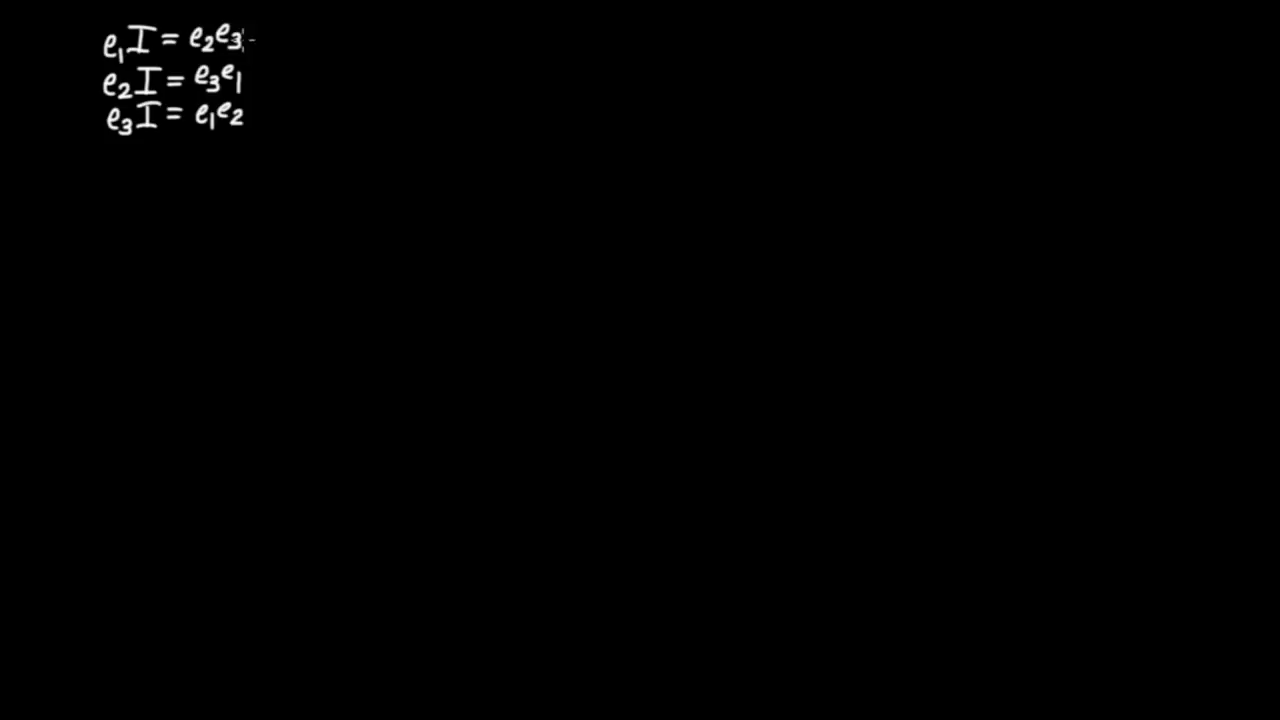 e₁I = e₂e₃
e₂I = e₃e₁
e₃I = e₁e₂